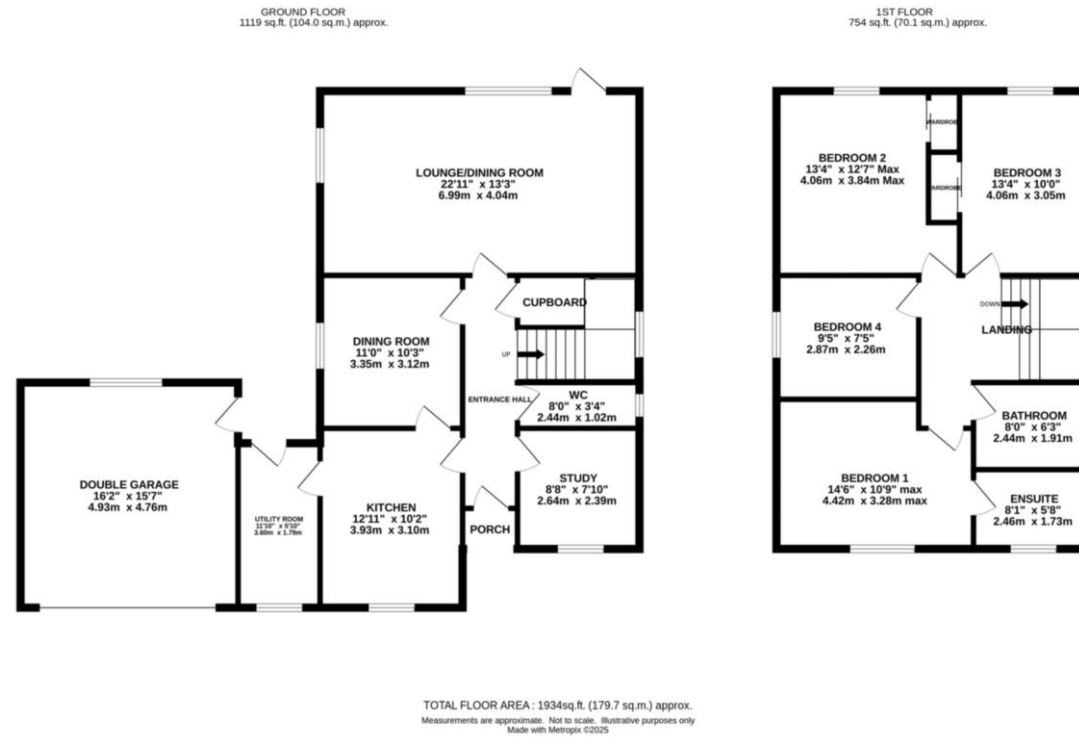 GROUND FLOOR
1119 sq.ft. (104.0 sq.m.) approx.
1ST FLOOR
754 sq.ft. (70.1 sq.m.) approx.
LOUNGE/DINING ROOM
22'11" x 13'3"
6.99m x 4.04m
CUPBOARD
DINING ROOM
11'0" x 10'3"
3.35m x 3.12m
UP
ENTRANCE HALL
WC
8'0" x 3'4"
2.44m x 1.02m
DOUBLE GARAGE
16'2" x 15'7"
4.93m x 4.76m
UTILITY ROOM
11'10" x 5'10"
3.60m x 1.79m
KITCHEN
12'11" x 10'2"
3.93m x 3.10m
STUDY
8'8" x 7'10"
2.64m x 2.39m
PORCH
BEDROOM 2
13'4" x 12'7" Max
4.06m x 3.84m Max
WARDROBE
WARDROBE
BEDROOM 3
13'4" x 10'0"
4.06m x 3.05m
DOWN
LANDING
BEDROOM 4
9'5" x 7'5"
2.87m x 2.26m
BATHROOM
8'0" x 6'3"
2.44m x 1.91m
BEDROOM 1
14'6" x 10'9" max
4.42m x 3.28m max
ENSUITE
8'1" x 5'8"
2.46m x 1.73m
TOTAL FLOOR AREA : 1934sq.ft. (179.7 sq.m.) approx.
Measurements are approximate. Not to scale. Illustrative purposes only
Made with Metropix ©2025